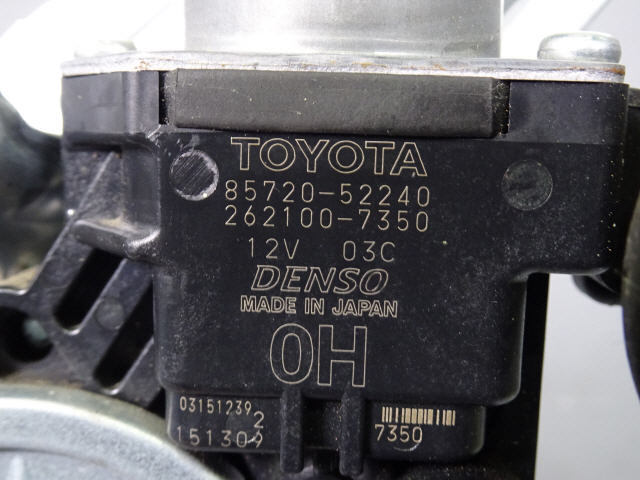 TOYOTA
85720-52240
262100-7350
12V 03C
DENSO
MADE IN JAPAN
0H
03151239
2
151309
7350